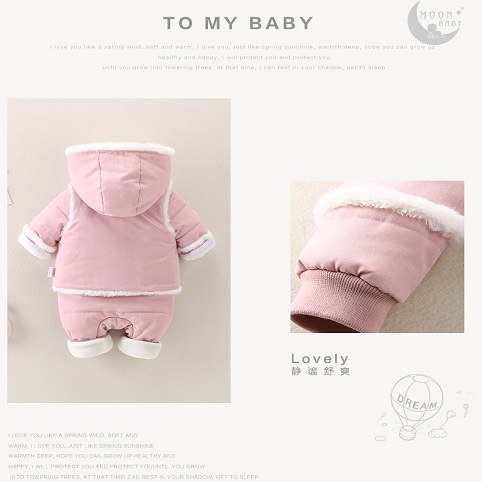 TO MY BABY
MOON
BABY
I love you like a spring wind, soft and warm, I love you, just like spring sunshine, warmth deep, hope you can grow up
healthy and happy, I will protect you and protect you
until you grow into towering trees, at that time, I can rest in your shadow, get to sleep
Lovely
静谧舒爽
DREAM
I LOVE YOU LIKE A SPRING WIND, SOFT AND
WARM, I LOVE YOU, JUST LIKE SPRING SUNSHINE
WARMTH DEEP, HOPE YOU CAN GROW UP HEALTHY AND
HAPPY, I WILL PROTECT YOU AND PROTECT YOUUNTIL YOU GROW
INTO TOWERING TREES, AT THAT TIMEI CAN REST IN YOUR SHADOW, GET TO SLEEP